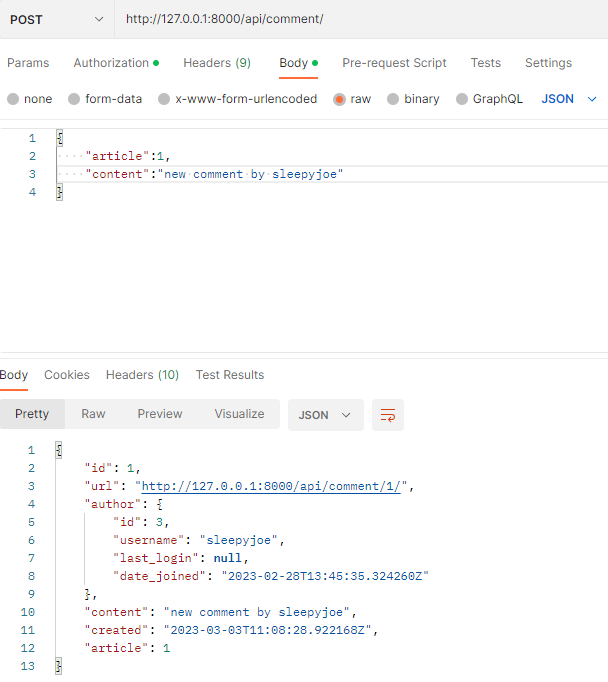 POST http://127.0.0.1:8000/api/comment/
Params Authorization Headers (9) Body Pre-request Script Tests Settings
none form-data x-www-form-urlencoded raw binary GraphQL JSON
1 {
2 "article":1,
3 "content":"new comment by sleepyjoe"
4 }
Body Cookies Headers (10) Test Results
Pretty Raw Preview Visualize JSON
1 {
2 "id": 1,
3 "url": "http://127.0.0.1:8000/api/comment/1/",
4 "author": {
5 "id": 3,
6 "username": "sleepyjoe",
7 "last_login": null,
8 "date_joined": "2023-02-28T13:45:35.324260Z"
9 },
10 "content": "new comment by sleepyjoe",
11 "created": "2023-03-03T11:08:28.922168Z",
12 "article": 1
13 }